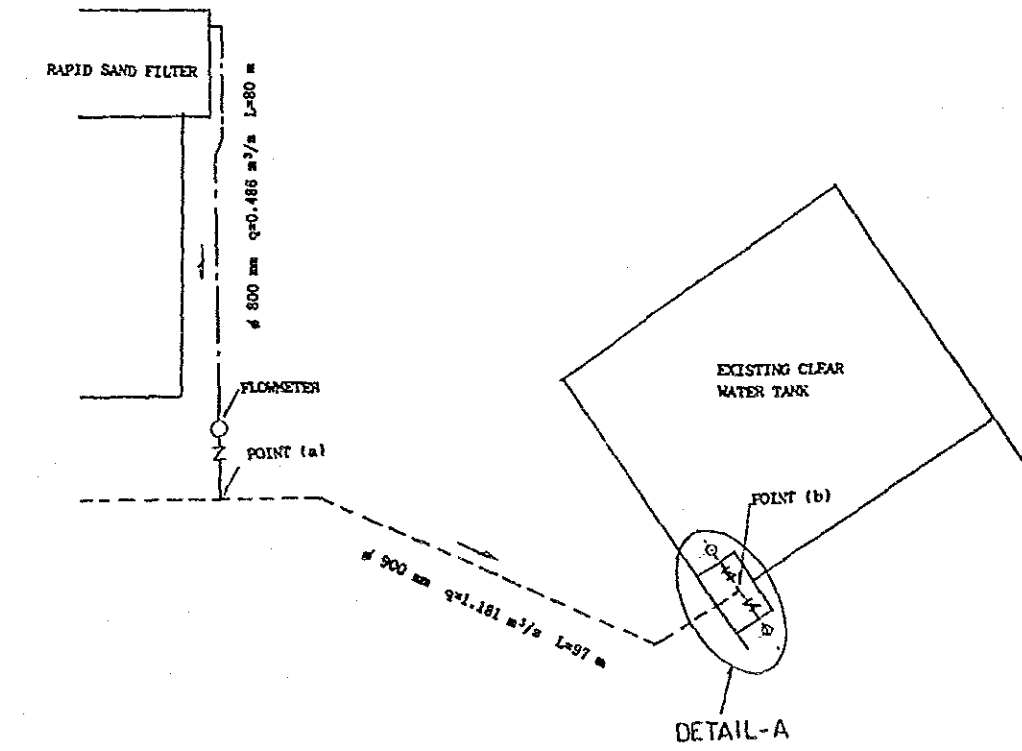 RAPID SAND FILTER
ø 800 mm q=0.486 m³/s L=80 m
FLOWMETER
POINT (a)
EXISTING CLEAR
WATER TANK
POINT (b)
ø 900 mm q=1.181 m³/s L=97 m
DETAIL-A